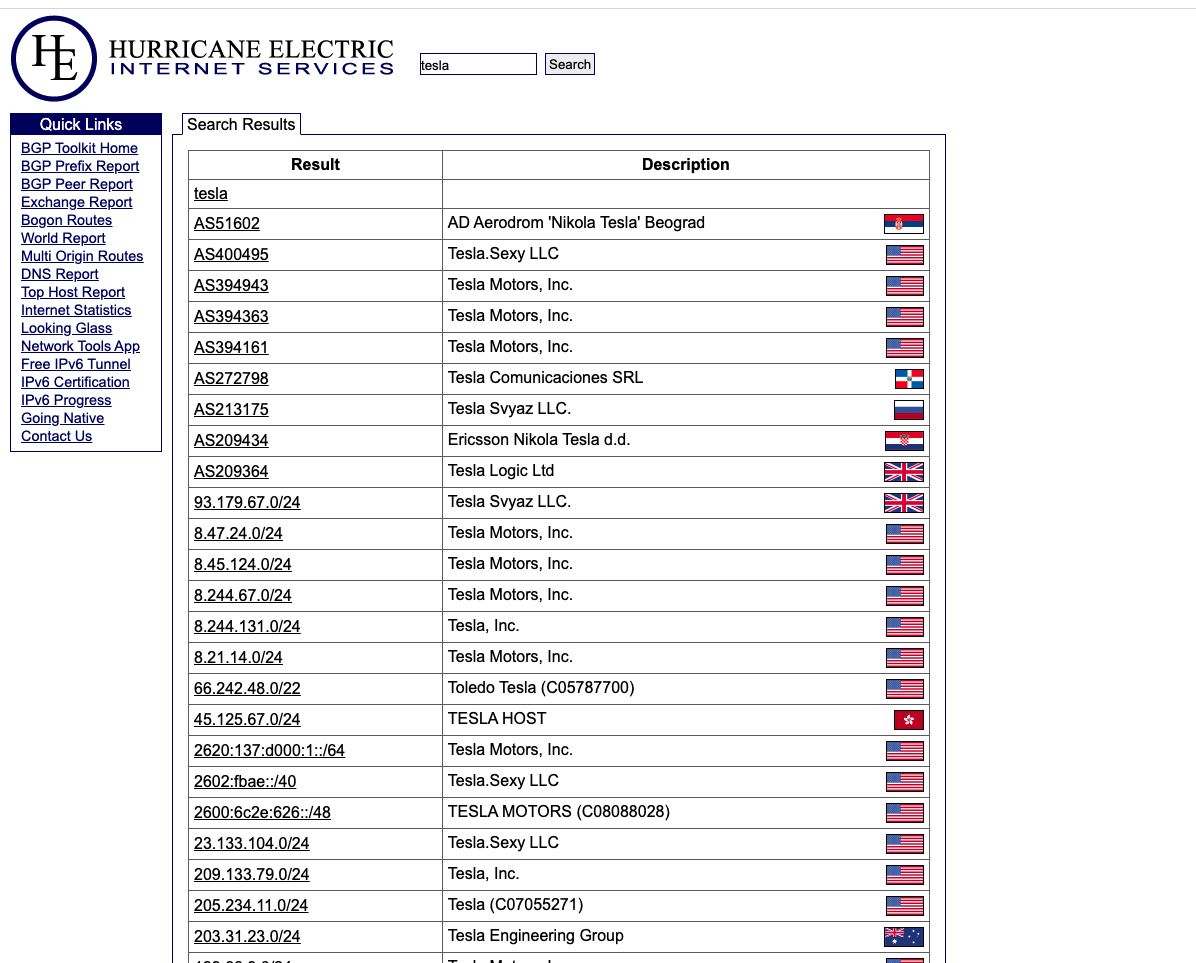 HE
HURRICANE ELECTRIC
INTERNET SERVICES
tesla Search
Quick Links
BGP Toolkit Home
BGP Prefix Report
BGP Peer Report
Exchange Report
Bogon Routes
World Report
Multi Origin Routes
DNS Report
Top Host Report
Internet Statistics
Looking Glass
Network Tools App
Free IPv6 Tunnel
IPv6 Certification
IPv6 Progress
Going Native
Contact Us
Search Results
Result Description
tesla
AS51602 AD Aerodrom 'Nikola Tesla' Beograd
AS400495 Tesla.Sexy LLC
AS394943 Tesla Motors, Inc.
AS394363 Tesla Motors, Inc.
AS394161 Tesla Motors, Inc.
AS272798 Tesla Comunicaciones SRL
AS213175 Tesla Svyaz LLC.
AS209434 Ericsson Nikola Tesla d.d.
AS209364 Tesla Logic Ltd
93.179.67.0/24 Tesla Svyaz LLC.
8.47.24.0/24 Tesla Motors, Inc.
8.45.124.0/24 Tesla Motors, Inc.
8.244.67.0/24 Tesla Motors, Inc.
8.244.131.0/24 Tesla, Inc.
8.21.14.0/24 Tesla Motors, Inc.
66.242.48.0/22 Toledo Tesla (C05787700)
45.125.67.0/24 TESLA HOST
2620:137:d000:1::/64 Tesla Motors, Inc.
2602:fbae::/40 Tesla.Sexy LLC
2600:6c2e:626::/48 TESLA MOTORS (C08088028)
23.133.104.0/24 Tesla.Sexy LLC
209.133.79.0/24 Tesla, Inc.
205.234.11.0/24 Tesla (C07055271)
203.31.23.0/24 Tesla Engineering Group